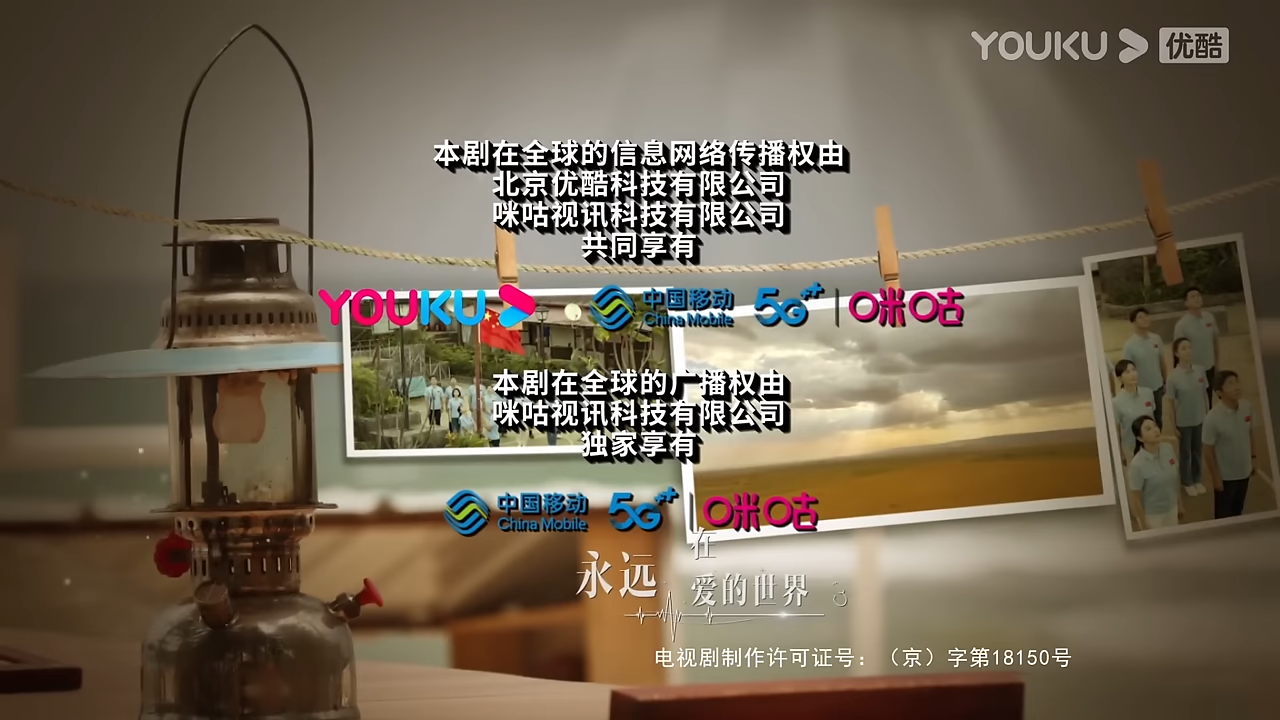 YOUKU 优酷
本剧在全球的信息网络传播权由
北京优酷科技有限公司
咪咕视讯科技有限公司
共同享有
YOUKU 中国移动 China Mobile 5G++ 咪咕
本剧在全球的广播权由
咪咕视讯科技有限公司
独家享有
中国移动 China Mobile 5G++ 咪咕
永远在爱的世界
电视剧制作许可证号：（京）字第18150号